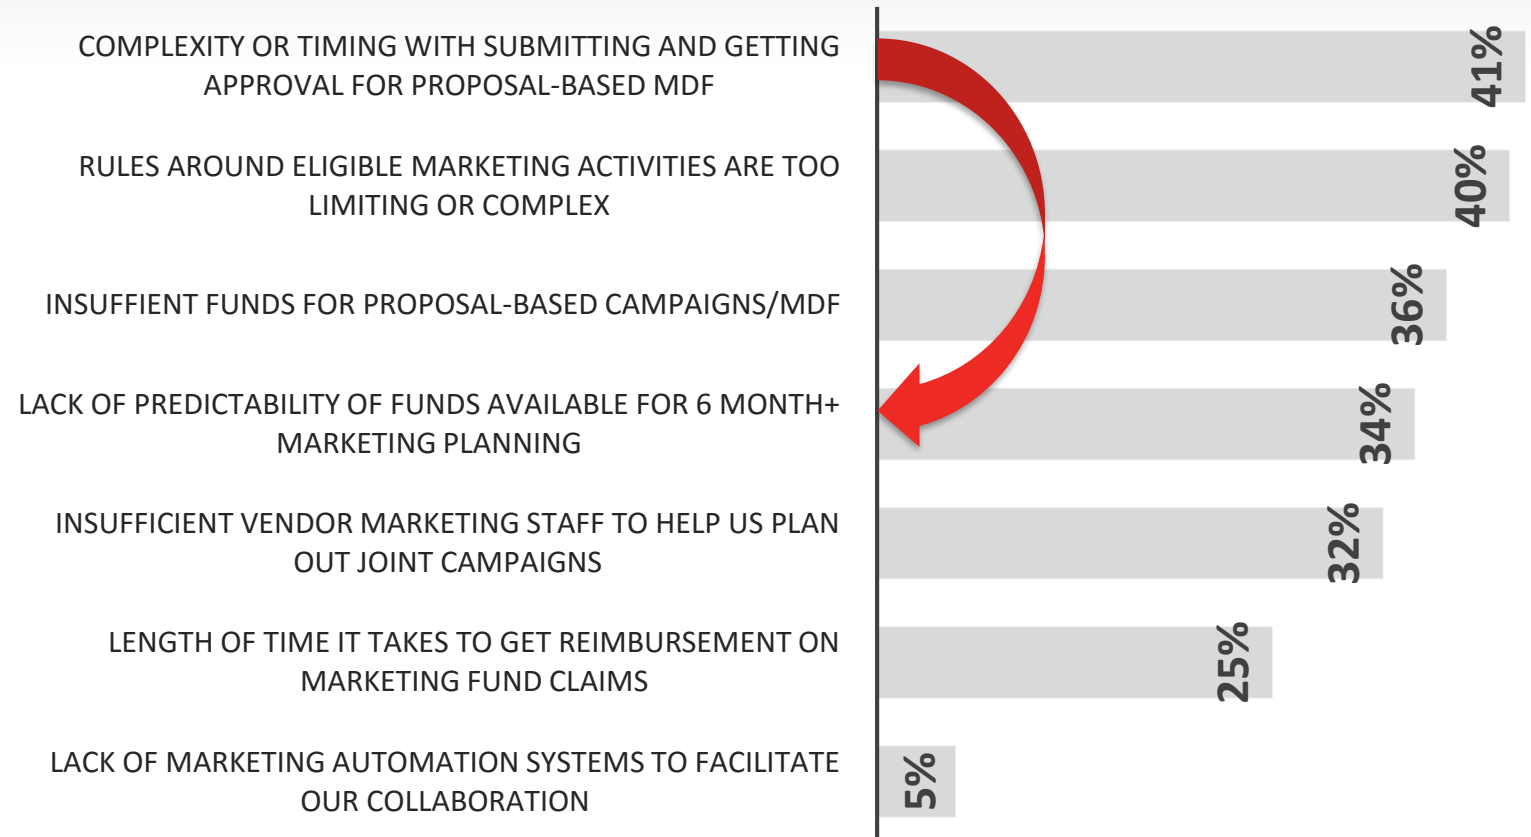 COMPLEXITY OR TIMING WITH SUBMITTING AND GETTING
APPROVAL FOR PROPOSAL-BASED MDF
41%
RULES AROUND ELIGIBLE MARKETING ACTIVITIES ARE TOO
LIMITING OR COMPLEX
40%
INSUFFIENT FUNDS FOR PROPOSAL-BASED CAMPAIGNS/MDF
36%
LACK OF PREDICTABILITY OF FUNDS AVAILABLE FOR 6 MONTH+
MARKETING PLANNING
34%
INSUFFICIENT VENDOR MARKETING STAFF TO HELP US PLAN
OUT JOINT CAMPAIGNS
32%
LENGTH OF TIME IT TAKES TO GET REIMBURSEMENT ON
MARKETING FUND CLAIMS
25%
LACK OF MARKETING AUTOMATION SYSTEMS TO FACILITATE
OUR COLLABORATION
5%